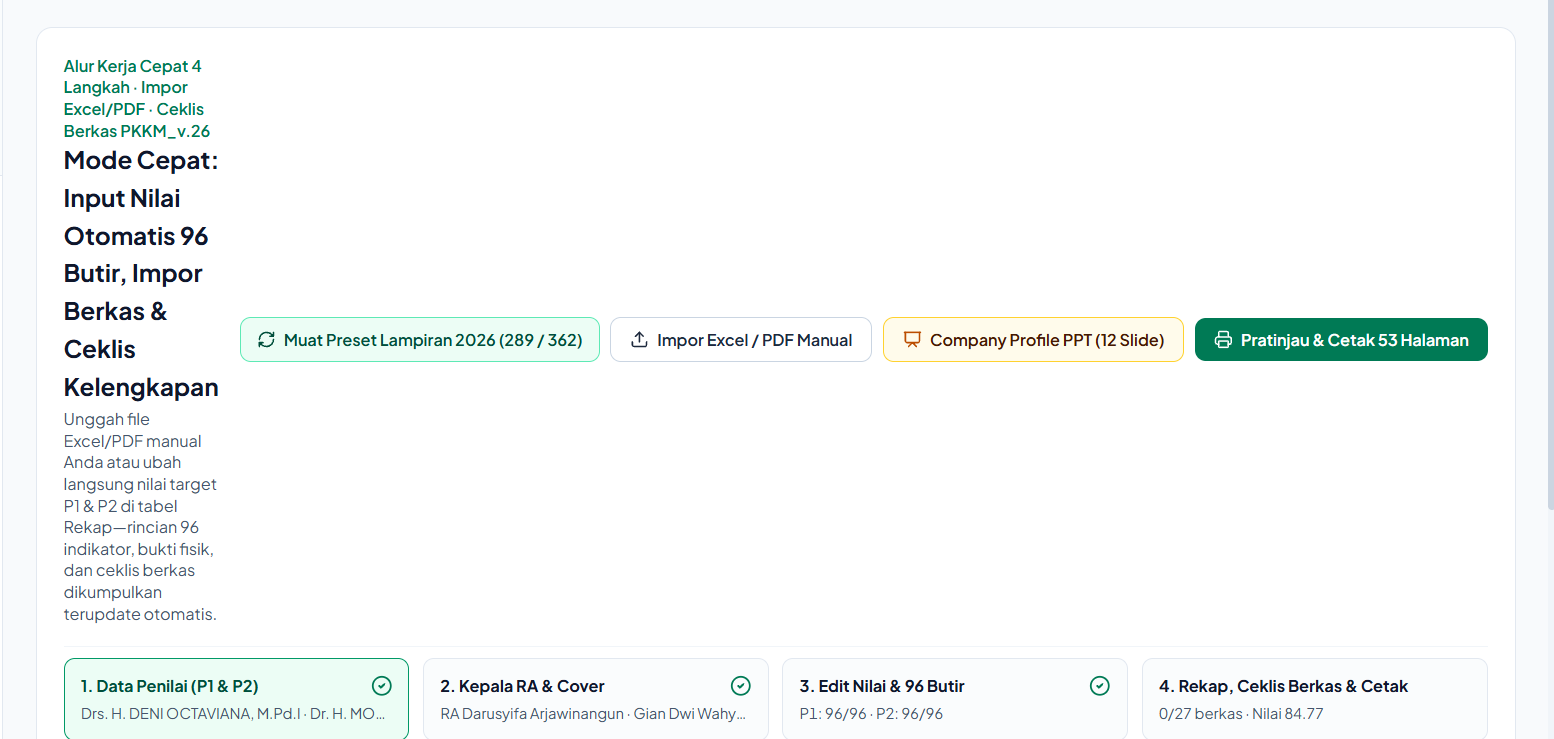 Alur Kerja Cepat 4
Langkah · Impor
Excel/PDF · Ceklis
Berkas PKKM_v.26
Mode Cepat:
Input Nilai
Otomatis 96
Butir, Impor
Berkas &
Ceklis
Kelengkapan
Unggah file
Excel/PDF manual
Anda atau ubah
langsung nilai target
P1 & P2 di tabel
Rekap—rincian 96
indikator, bukti fisik,
dan ceklis berkas
dikumpulkan
terupdate otomatis.
Muat Preset Lampiran 2026 (289 / 362)
Impor Excel / PDF Manual
Company Profile PPT (12 Slide)
Pratinjau & Cetak 53 Halaman
1. Data Penilai (P1 & P2)
Drs. H. DENI OCTAVIANA, M.Pd.I · Dr. H. MO...
2. Kepala RA & Cover
RA Darusyifa Arjawinangun · Gian Dwi Wahy...
3. Edit Nilai & 96 Butir
P1: 96/96 · P2: 96/96
4. Rekap, Ceklis Berkas & Cetak
0/27 berkas · Nilai 84.77